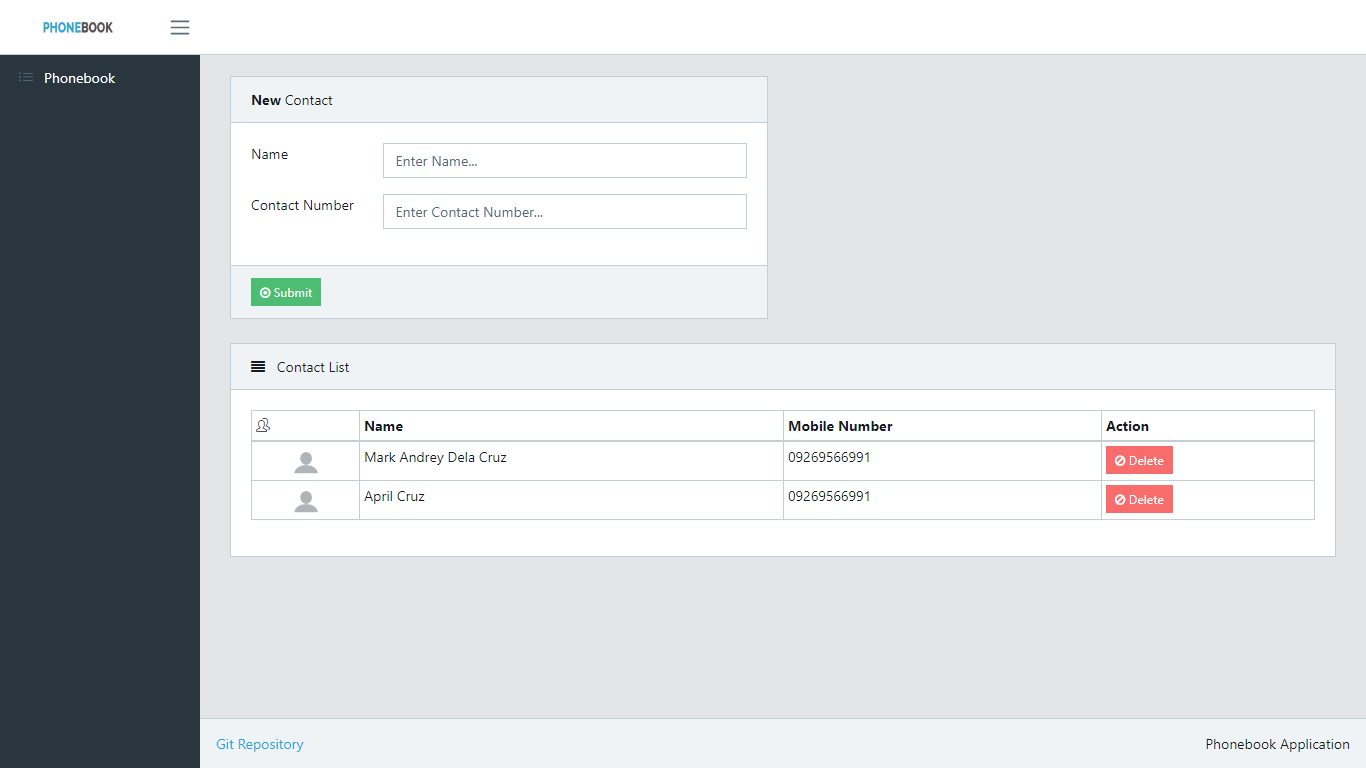 PHONEBOOK
Phonebook
New Contact
Name
Enter Name...
Contact Number
Enter Contact Number...
Submit
Contact List
Name Mobile Number Action
Mark Andrey Dela Cruz 09269566991 Delete
April Cruz 09269566991 Delete
Git Repository
Phonebook Application